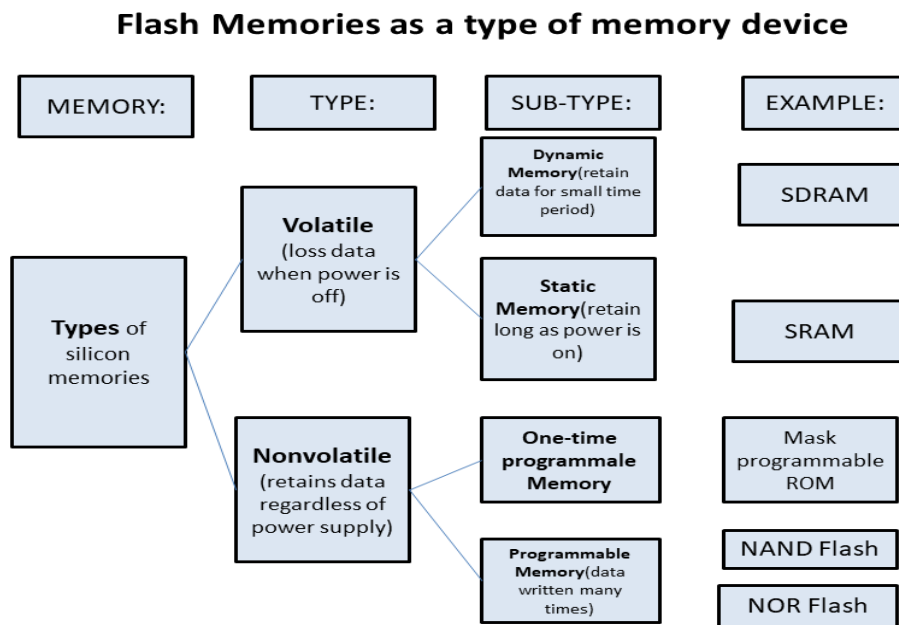 Flash Memories as a type of memory device
MEMORY:
TYPE:
SUB-TYPE:
EXAMPLE:
Types of
silicon
memories
Volatile
(loss data
when power is
off)
Nonvolatile
(retains data
regardless of
power supply)
Dynamic
Memory(retain
data for small time
period)
Static
Memory(retain
long as power is
on)
One-time
programmale
Memory
Programmable
Memory(data
written many
times)
SDRAM
SRAM
Mask
programmable
ROM
NAND Flash
NOR Flash